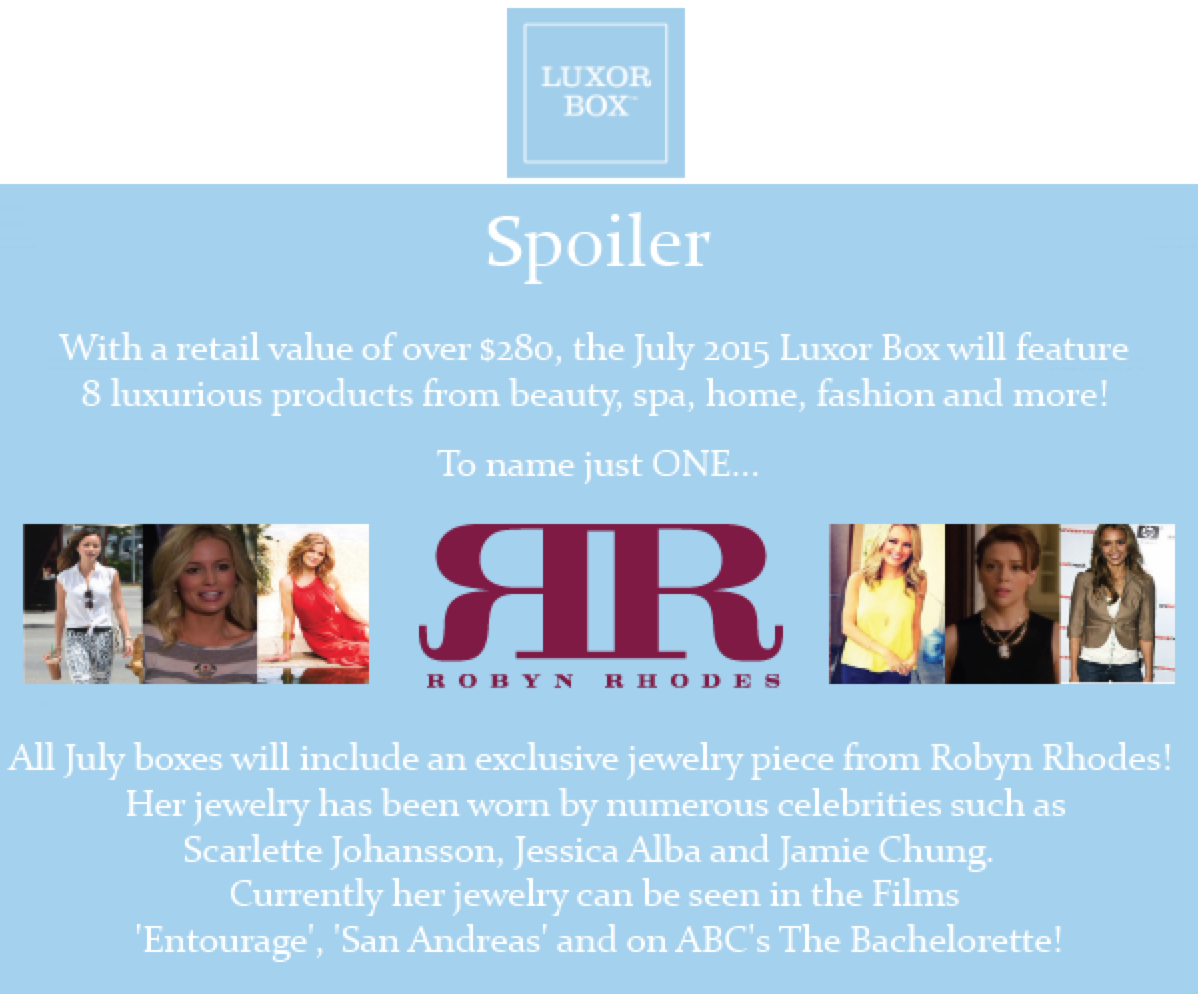 LUXOR
BOX™
Spoiler
With a retail value of over $280, the July 2015 Luxor Box will feature
8 luxurious products from beauty, spa, home, fashion and more!
To name just ONE...
RR
ROBYN RHODES
All July boxes will include an exclusive jewelry piece from Robyn Rhodes!
Her jewelry has been worn by numerous celebrities such as
Scarlette Johansson, Jessica Alba and Jamie Chung.
Currently her jewelry can be seen in the Films
'Entourage', 'San Andreas' and on ABC's The Bachelorette!